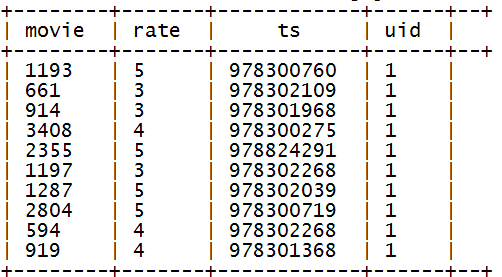 +--------+-------+------------+------+--+
| movie  | rate  |     ts     | uid  |  |
+--------+-------+------------+------+--+
| 1193   | 5     | 978300760  | 1    |
| 661    | 3     | 978302109  | 1    |
| 914    | 3     | 978301968  | 1    |
| 3408   | 4     | 978300275  | 1    |
| 2355   | 5     | 978824291  | 1    |
| 1197   | 3     | 978302268  | 1    |
| 1287   | 5     | 978302039  | 1    |
| 2804   | 5     | 978300719  | 1    |
| 594    | 4     | 978302268  | 1    |
| 919    | 4     | 978301368  | 1    |
+--------+-------+------------+------+--+